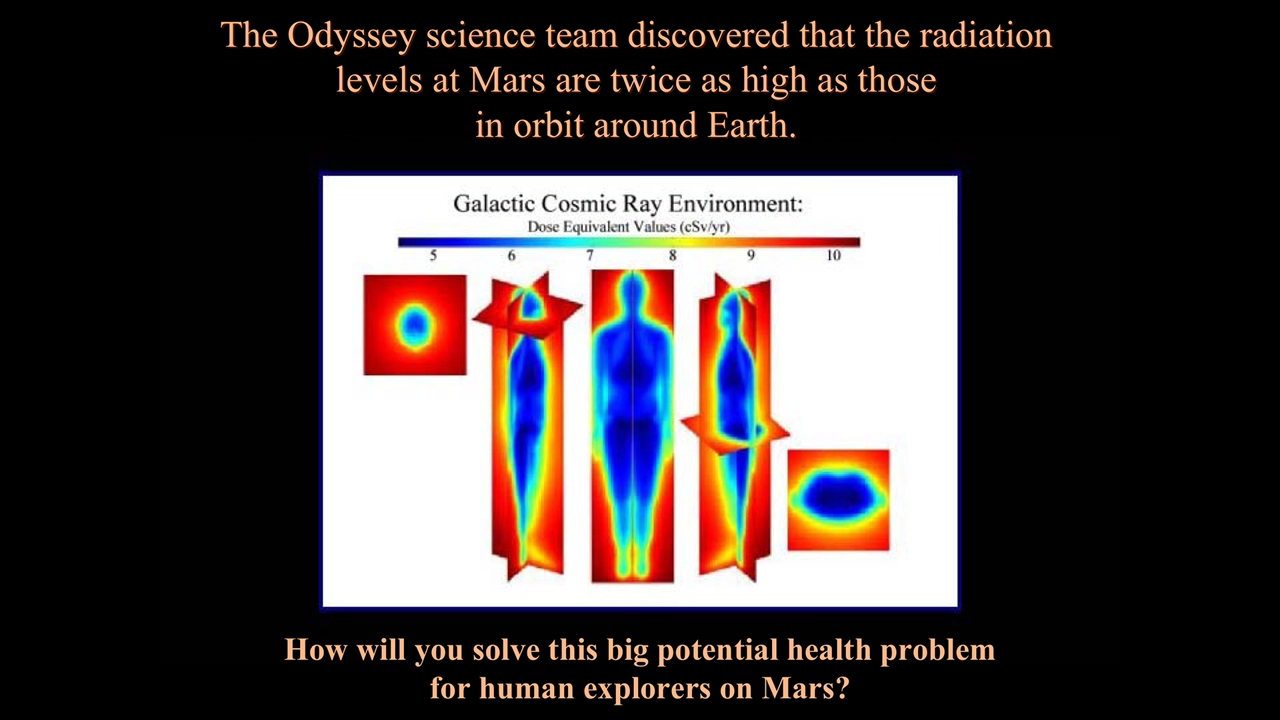 The Odyssey science team discovered that the radiation
levels at Mars are twice as high as those
in orbit around Earth.
Galactic Cosmic Ray Environment:
Dose Equivalent Values (cSv/yr)
5 6 7 8 9 10
How will you solve this big potential health problem
for human explorers on Mars?